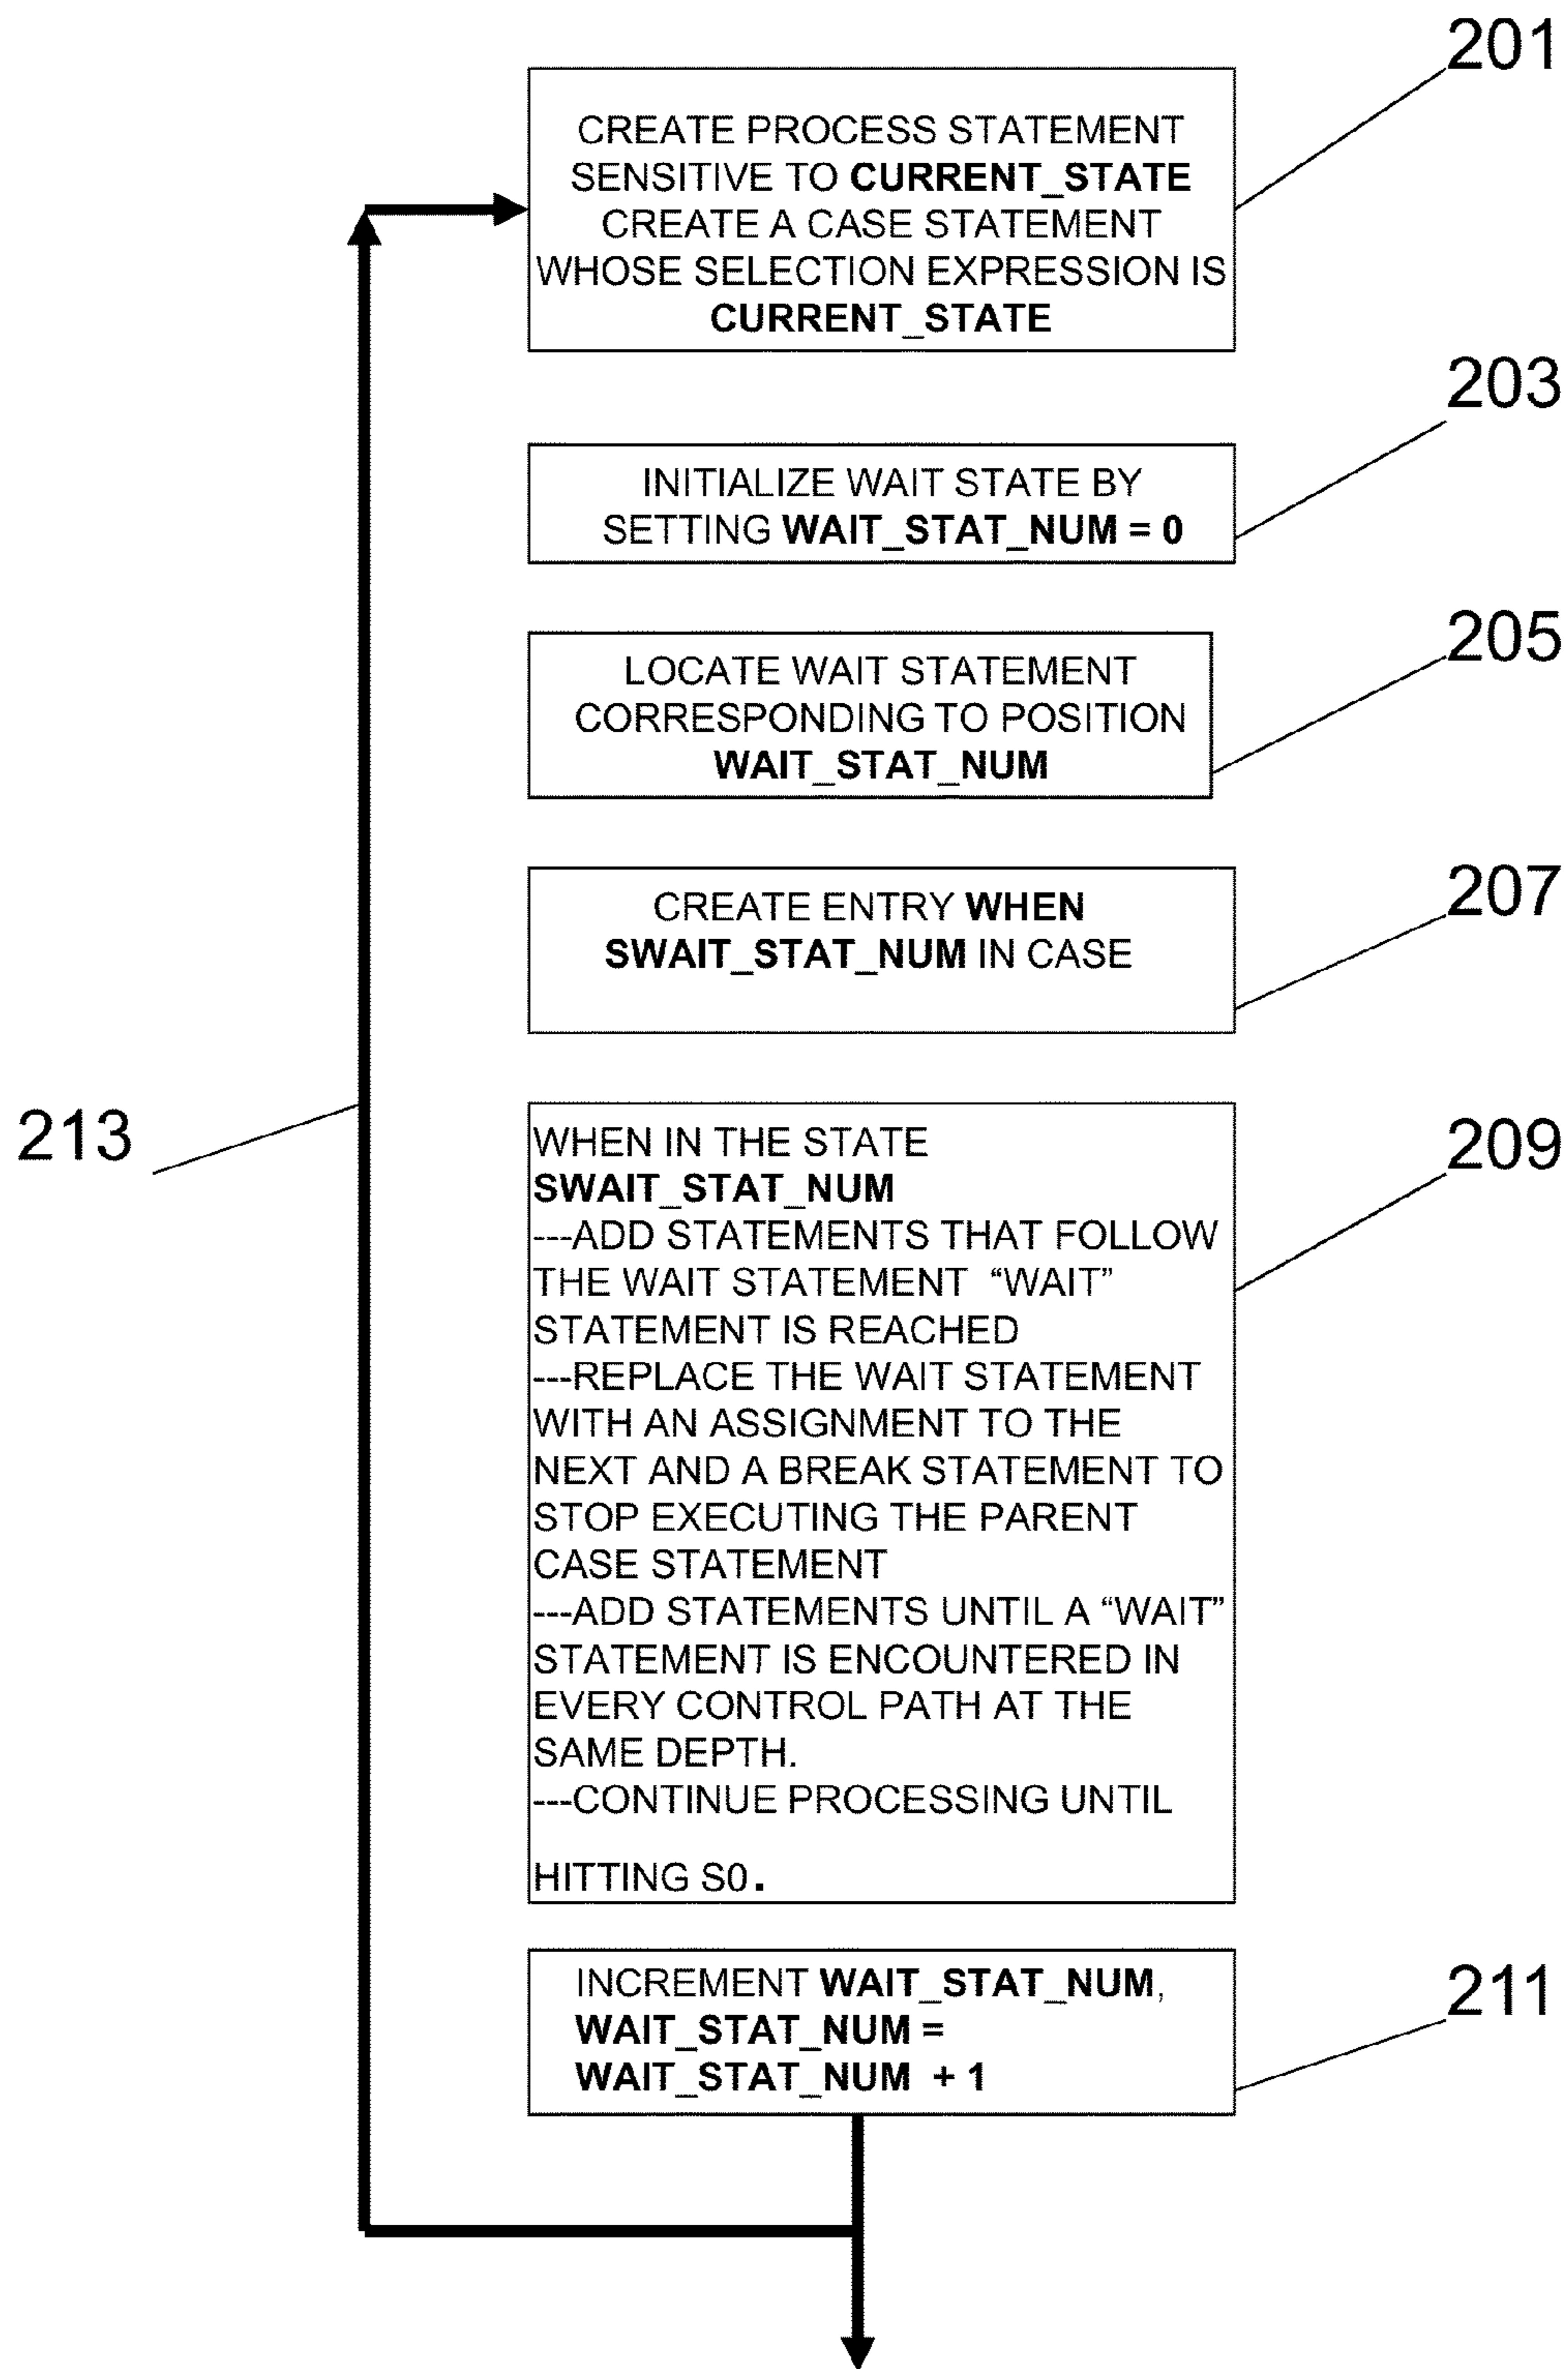 201
CREATE PROCESS STATEMENT
SENSITIVE TO CURRENT_STATE
CREATE A CASE STATEMENT
WHOSE SELECTION EXPRESSION IS
CURRENT_STATE
203
INITIALIZE WAIT STATE BY
SETTING WAIT_STAT_NUM = 0
205
LOCATE WAIT STATEMENT
CORRESPONDING TO POSITION
WAIT_STAT_NUM
207
CREATE ENTRY WHEN
SWAIT_STAT_NUM IN CASE
213
209
WHEN IN THE STATE
SWAIT_STAT_NUM
---ADD STATEMENTS THAT FOLLOW
THE WAIT STATEMENT “WAIT”
STATEMENT IS REACHED
---REPLACE THE WAIT STATEMENT
WITH AN ASSIGNMENT TO THE
NEXT AND A BREAK STATEMENT TO
STOP EXECUTING THE PARENT
CASE STATEMENT
---ADD STATEMENTS UNTIL A “WAIT”
STATEMENT IS ENCOUNTERED IN
EVERY CONTROL PATH AT THE
SAME DEPTH.
---CONTINUE PROCESSING UNTIL
HITTING S0.
211
INCREMENT WAIT_STAT_NUM,
WAIT_STAT_NUM =
WAIT_STAT_NUM + 1